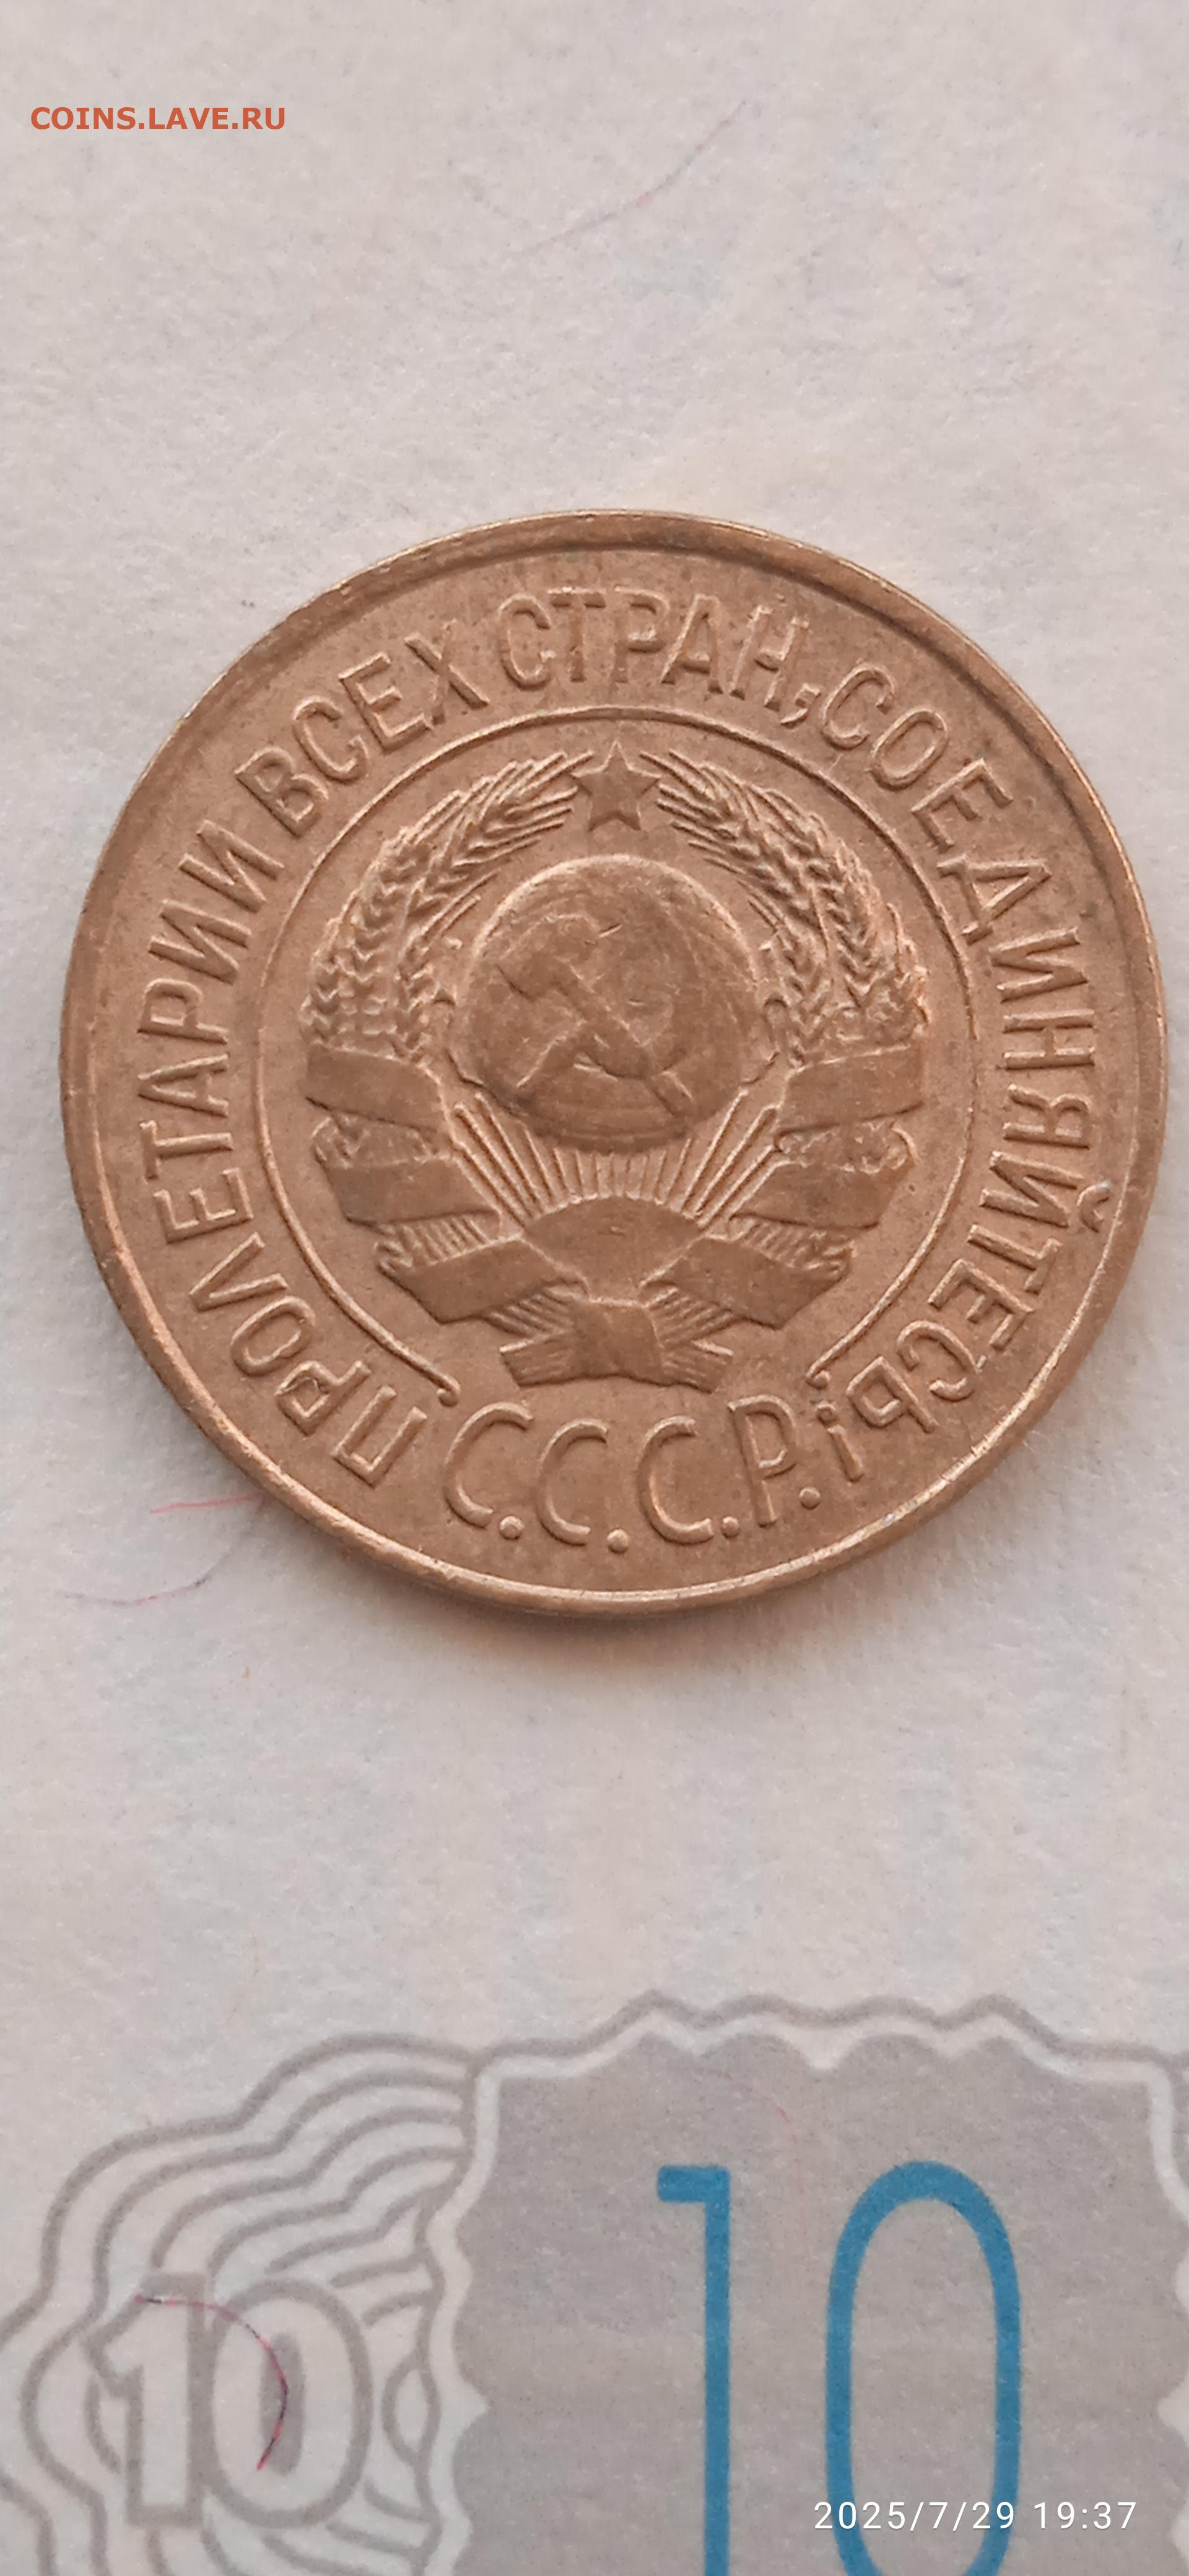 COINS.LAVE.RU
ПРОЛЕТАРИИ ВСЕХ СТРАН, СОЕДИНЯЙТЕСЬ!
С.С.С.Р.
10
10
2025/7/29 19:37